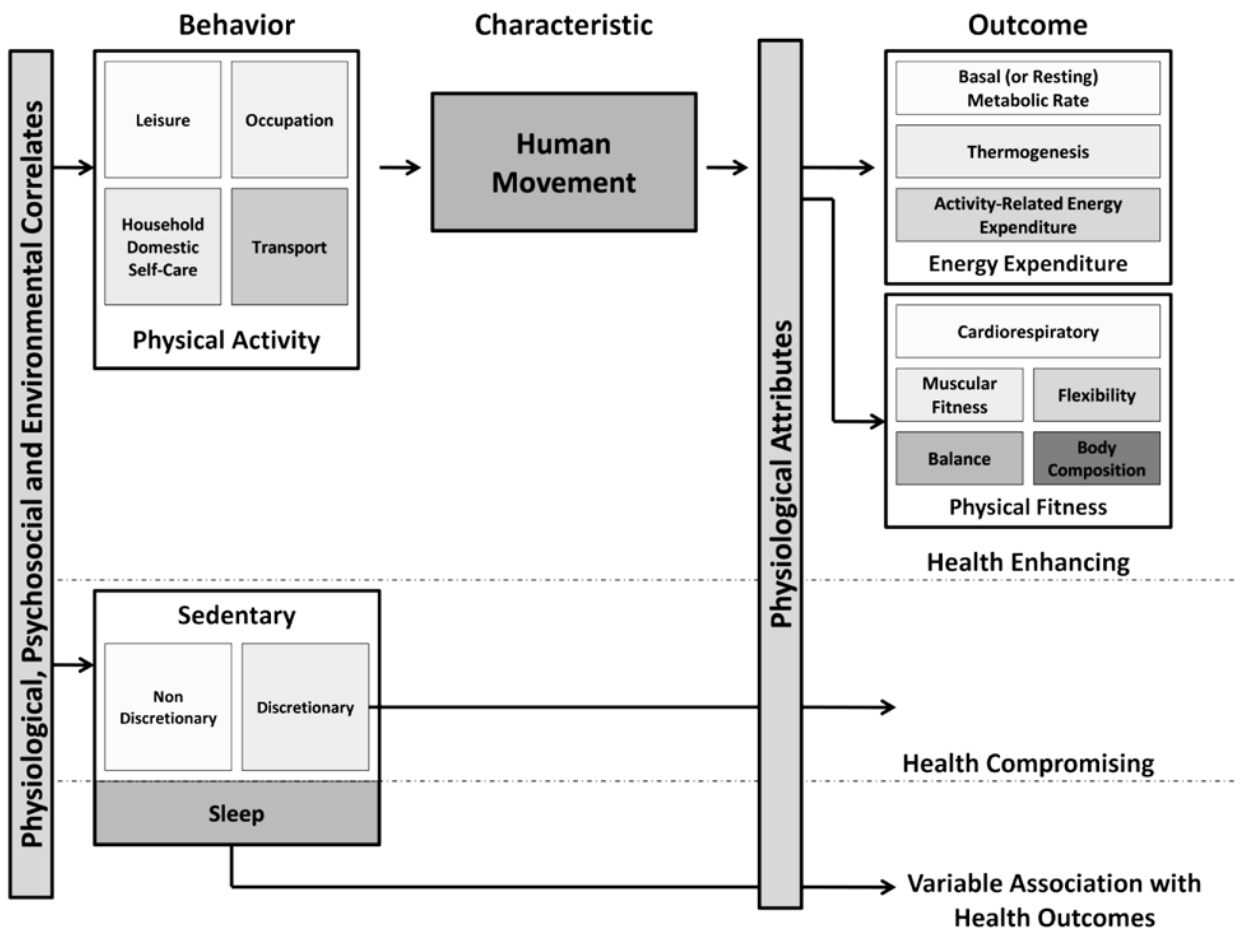 Behavior
Characteristic
Outcome
Physiological, Psychosocial and Environmental Correlates
Leisure
Occupation
Household
Domestic
Self-Care
Transport
Physical Activity
Human
Movement
Physiological Attributes
Basal (or Resting)
Metabolic Rate
Thermogenesis
Activity-Related Energy
Expenditure
Energy Expenditure
Cardiorespiratory
Muscular
Fitness
Flexibility
Balance
Body
Composition
Physical Fitness
Health Enhancing
Sedentary
Non
Discretionary
Discretionary
Health Compromising
Sleep
Variable Association with
Health Outcomes